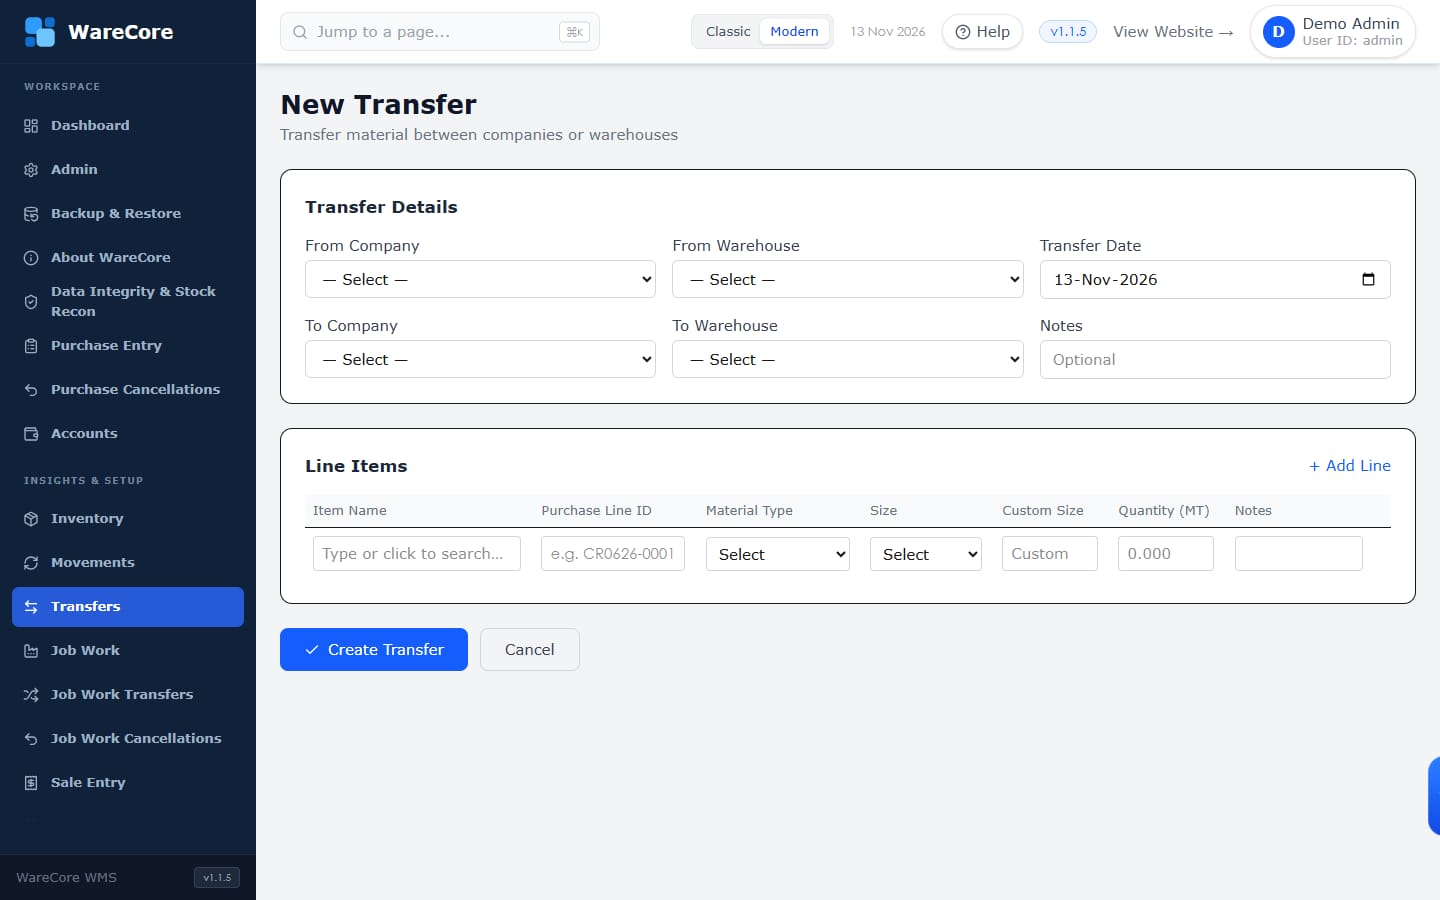 WareCore
WORKSPACE
Dashboard
Admin
Backup & Restore
About WareCore
Data Integrity & Stock
Recon
Purchase Entry
Purchase Cancellations
Accounts
INSIGHTS & SETUP
Inventory
Movements
Transfers
Job Work
Job Work Transfers
Job Work Cancellations
Sale Entry
WareCore WMS v1.1.5
Jump to a page... ⌘K
Classic Modern 13 Nov 2026 Help v1.1.5 View Website →
D Demo Admin
User ID: admin
New Transfer
Transfer material between companies or warehouses
Transfer Details
From Company From Warehouse Transfer Date
— Select — — Select — 13-Nov-2026
To Company To Warehouse Notes
— Select — — Select — Optional
Line Items + Add Line
Item Name Purchase Line ID Material Type Size Custom Size Quantity (MT) Notes
Type or click to search... e.g. CR0626-0001 Select Select Custom 0.000
Create Transfer Cancel